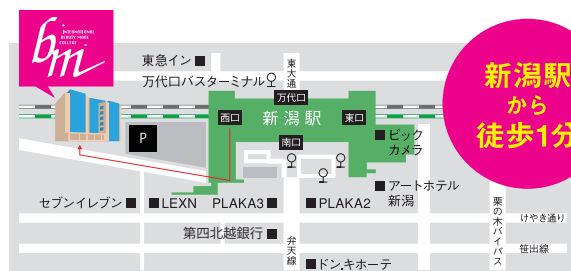 bmi
INTERNATIONAL
BEAUTY MODE
COLLEGE
東急イン
万代口バスターミナル
東大通
万代口
西口
新潟駅
東口
南口
P
新潟駅
から
徒歩1分
ビック
カメラ
アートホテル
新潟
セブンイレブン
LEXN
PLAKA3
PLAKA2
第四北越銀行
弁天線
ドン.キホーテ
栗の木バイパス
けやき通り
笹出線